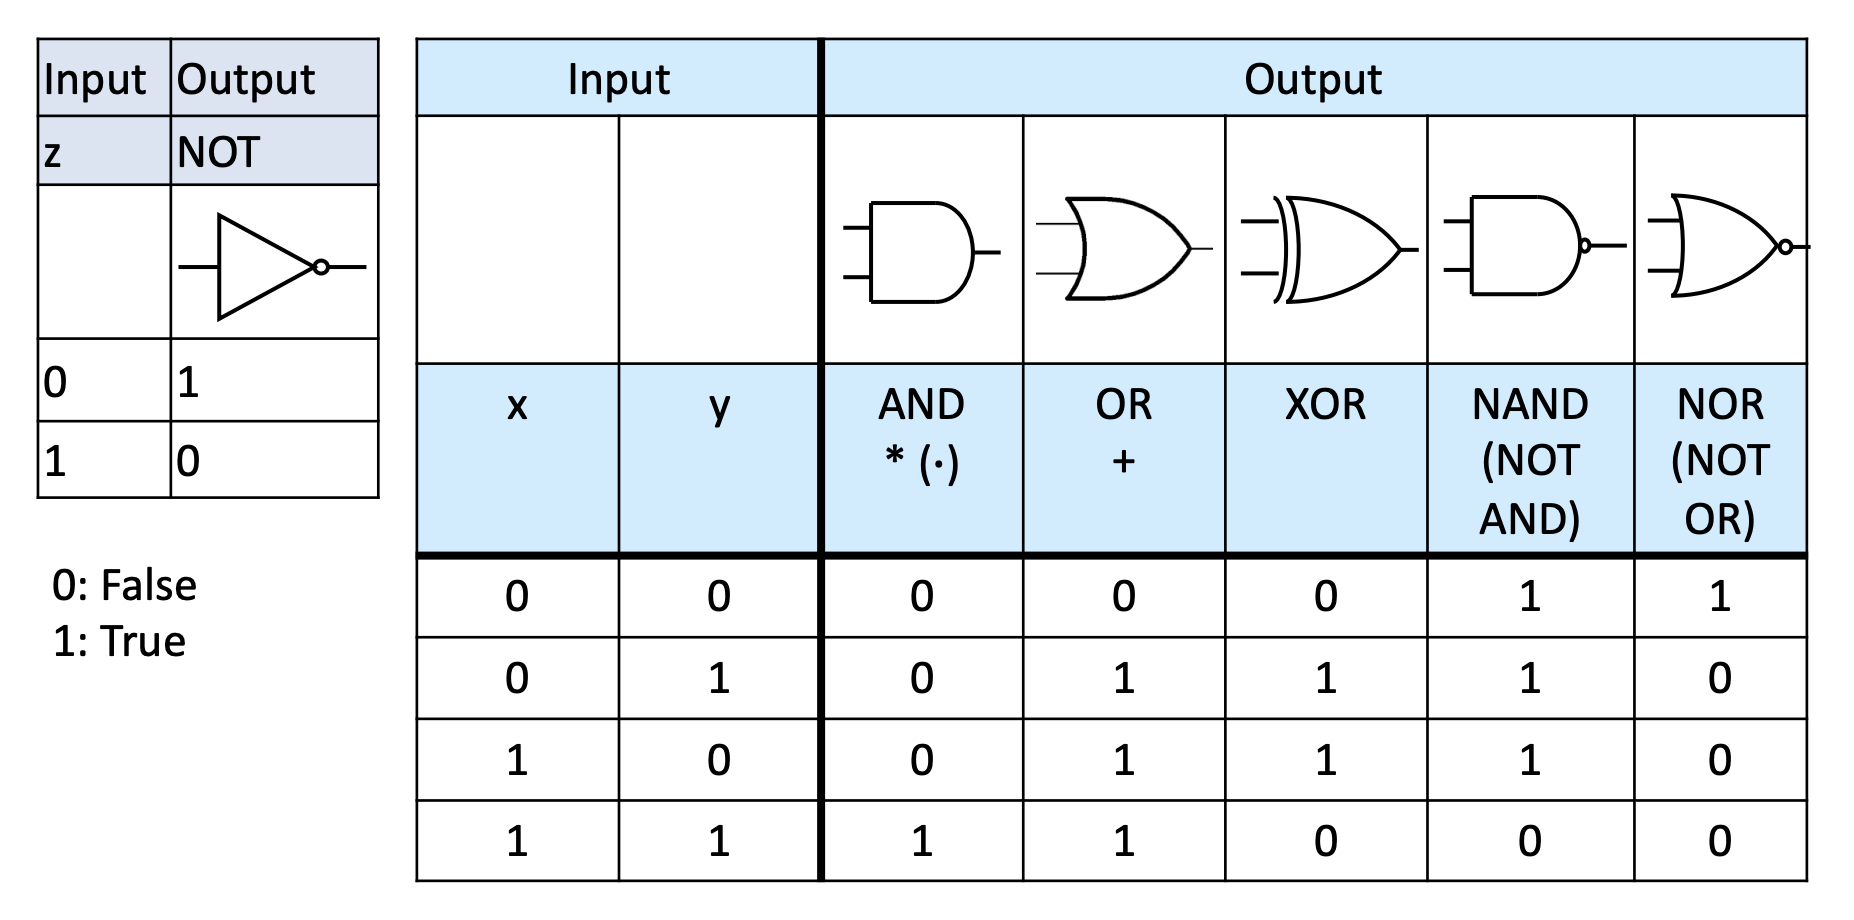 Input Output
z NOT
0 1
1 0
0: False
1: True
Input Output
x y AND OR XOR NAND NOR
* (·) + (NOT (NOT
AND) OR)
0 0 0 0 0 1 1
0 1 0 1 1 1 0
1 0 0 1 1 1 0
1 1 1 1 0 0 0